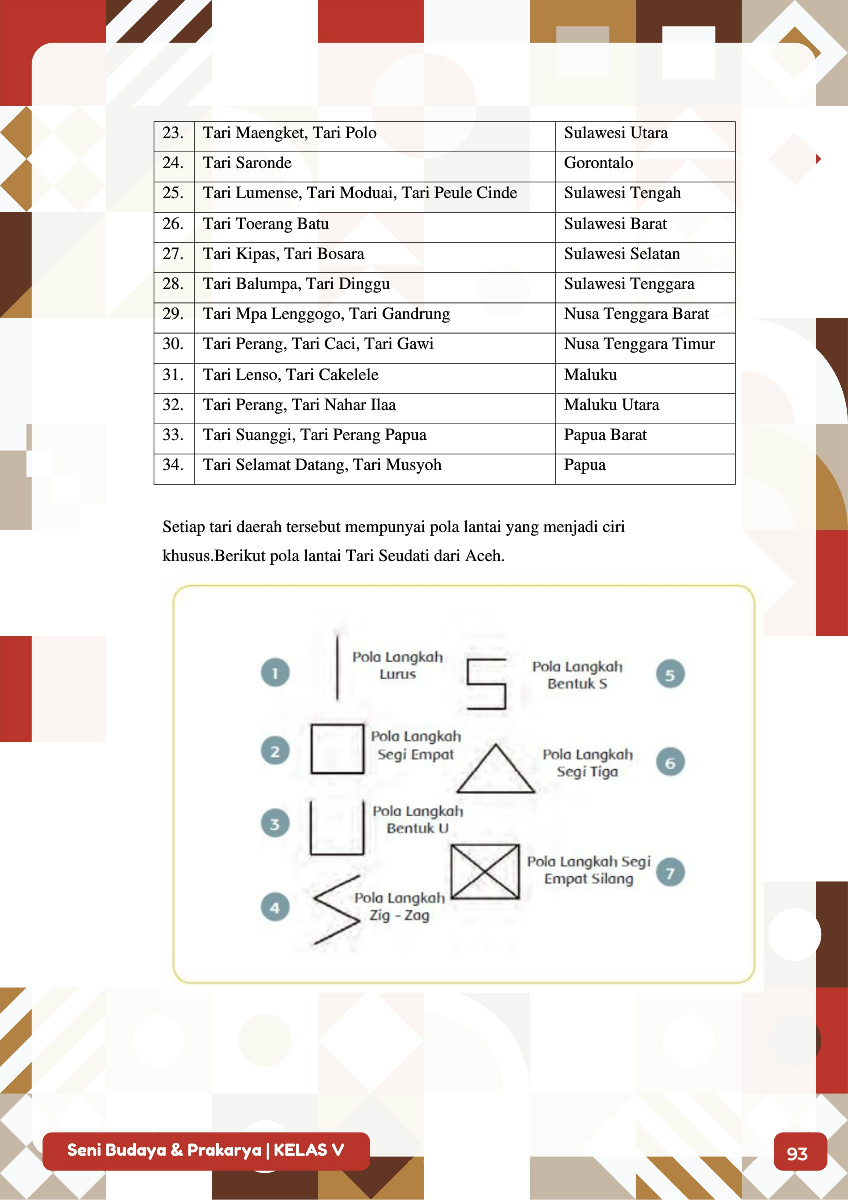 23. Tari Maengket, Tari Polo Sulawesi Utara
24. Tari Saronde Gorontalo
25. Tari Lumense, Tari Moduai, Tari Peule Cinde Sulawesi Tengah
26. Tari Toerang Batu Sulawesi Barat
27. Tari Kipas, Tari Bosara Sulawesi Selatan
28. Tari Balumpa, Tari Dinggu Sulawesi Tenggara
29. Tari Mpa Lenggogo, Tari Gandrung Nusa Tenggara Barat
30. Tari Perang, Tari Caci, Tari Gawi Nusa Tenggara Timur
31. Tari Lenso, Tari Cakelele Maluku
32. Tari Perang, Tari Nahar Ilaa Maluku Utara
33. Tari Suanggi, Tari Perang Papua Papua Barat
34. Tari Selamat Datang, Tari Musyoh Papua
Setiap tari daerah tersebut mempunyai pola lantai yang menjadi ciri
khusus.Berikut pola lantai Tari Seudati dari Aceh.
1 Pola Langkah
Lurus
2 Pola Langkah
Segi Empat
3 Pola Langkah
Bentuk U
4 Pola Langkah
Zig - Zag
Pola Langkah 5
Bentuk S
Pola Langkah 6
Segi Tiga
Pola Langkah Segi 7
Empat Silang
Seni Budaya & Prakarya | KELAS V
93